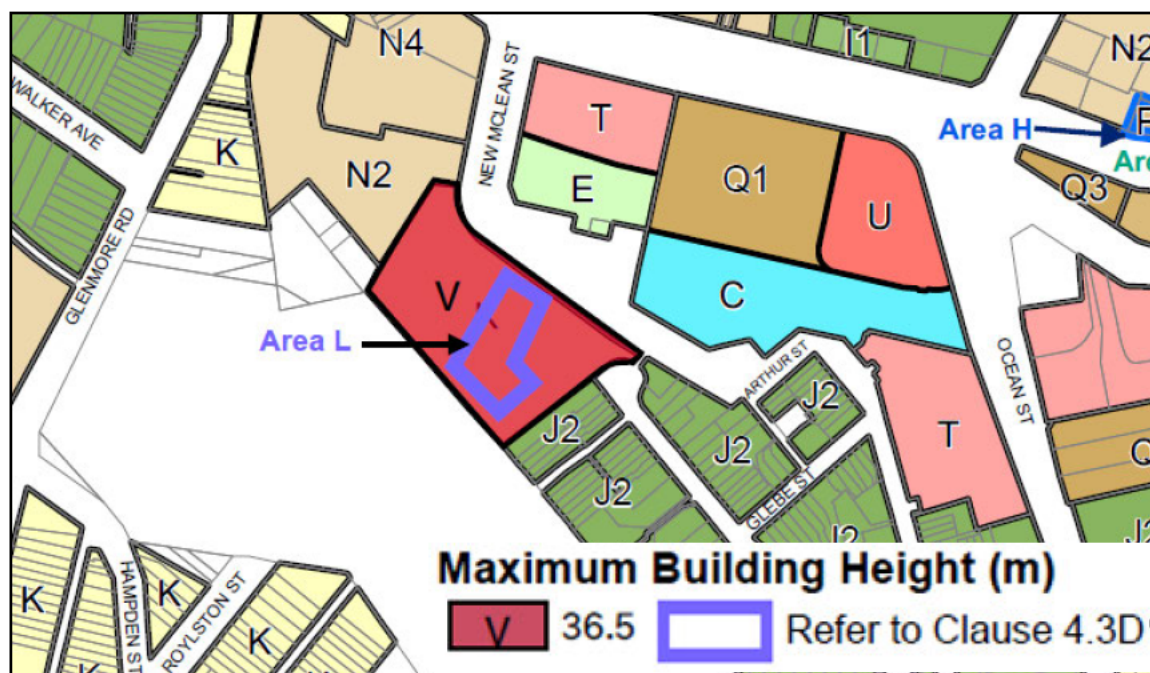 N4
I1
N2
WALKER AVE
K
NEW MCLEAN ST
T
Area H
N2
E
Q1
Q3
U
GLENMORE RD
V
C
Area L
OCEAN ST
ARTHUR ST
J2
J2
J2
T
J2
GLEBE ST
K
HAMPDEN ST
K
ROYLSTON ST
K
K
Maximum Building Height (m)
V 36.5 Refer to Clause 4.3D